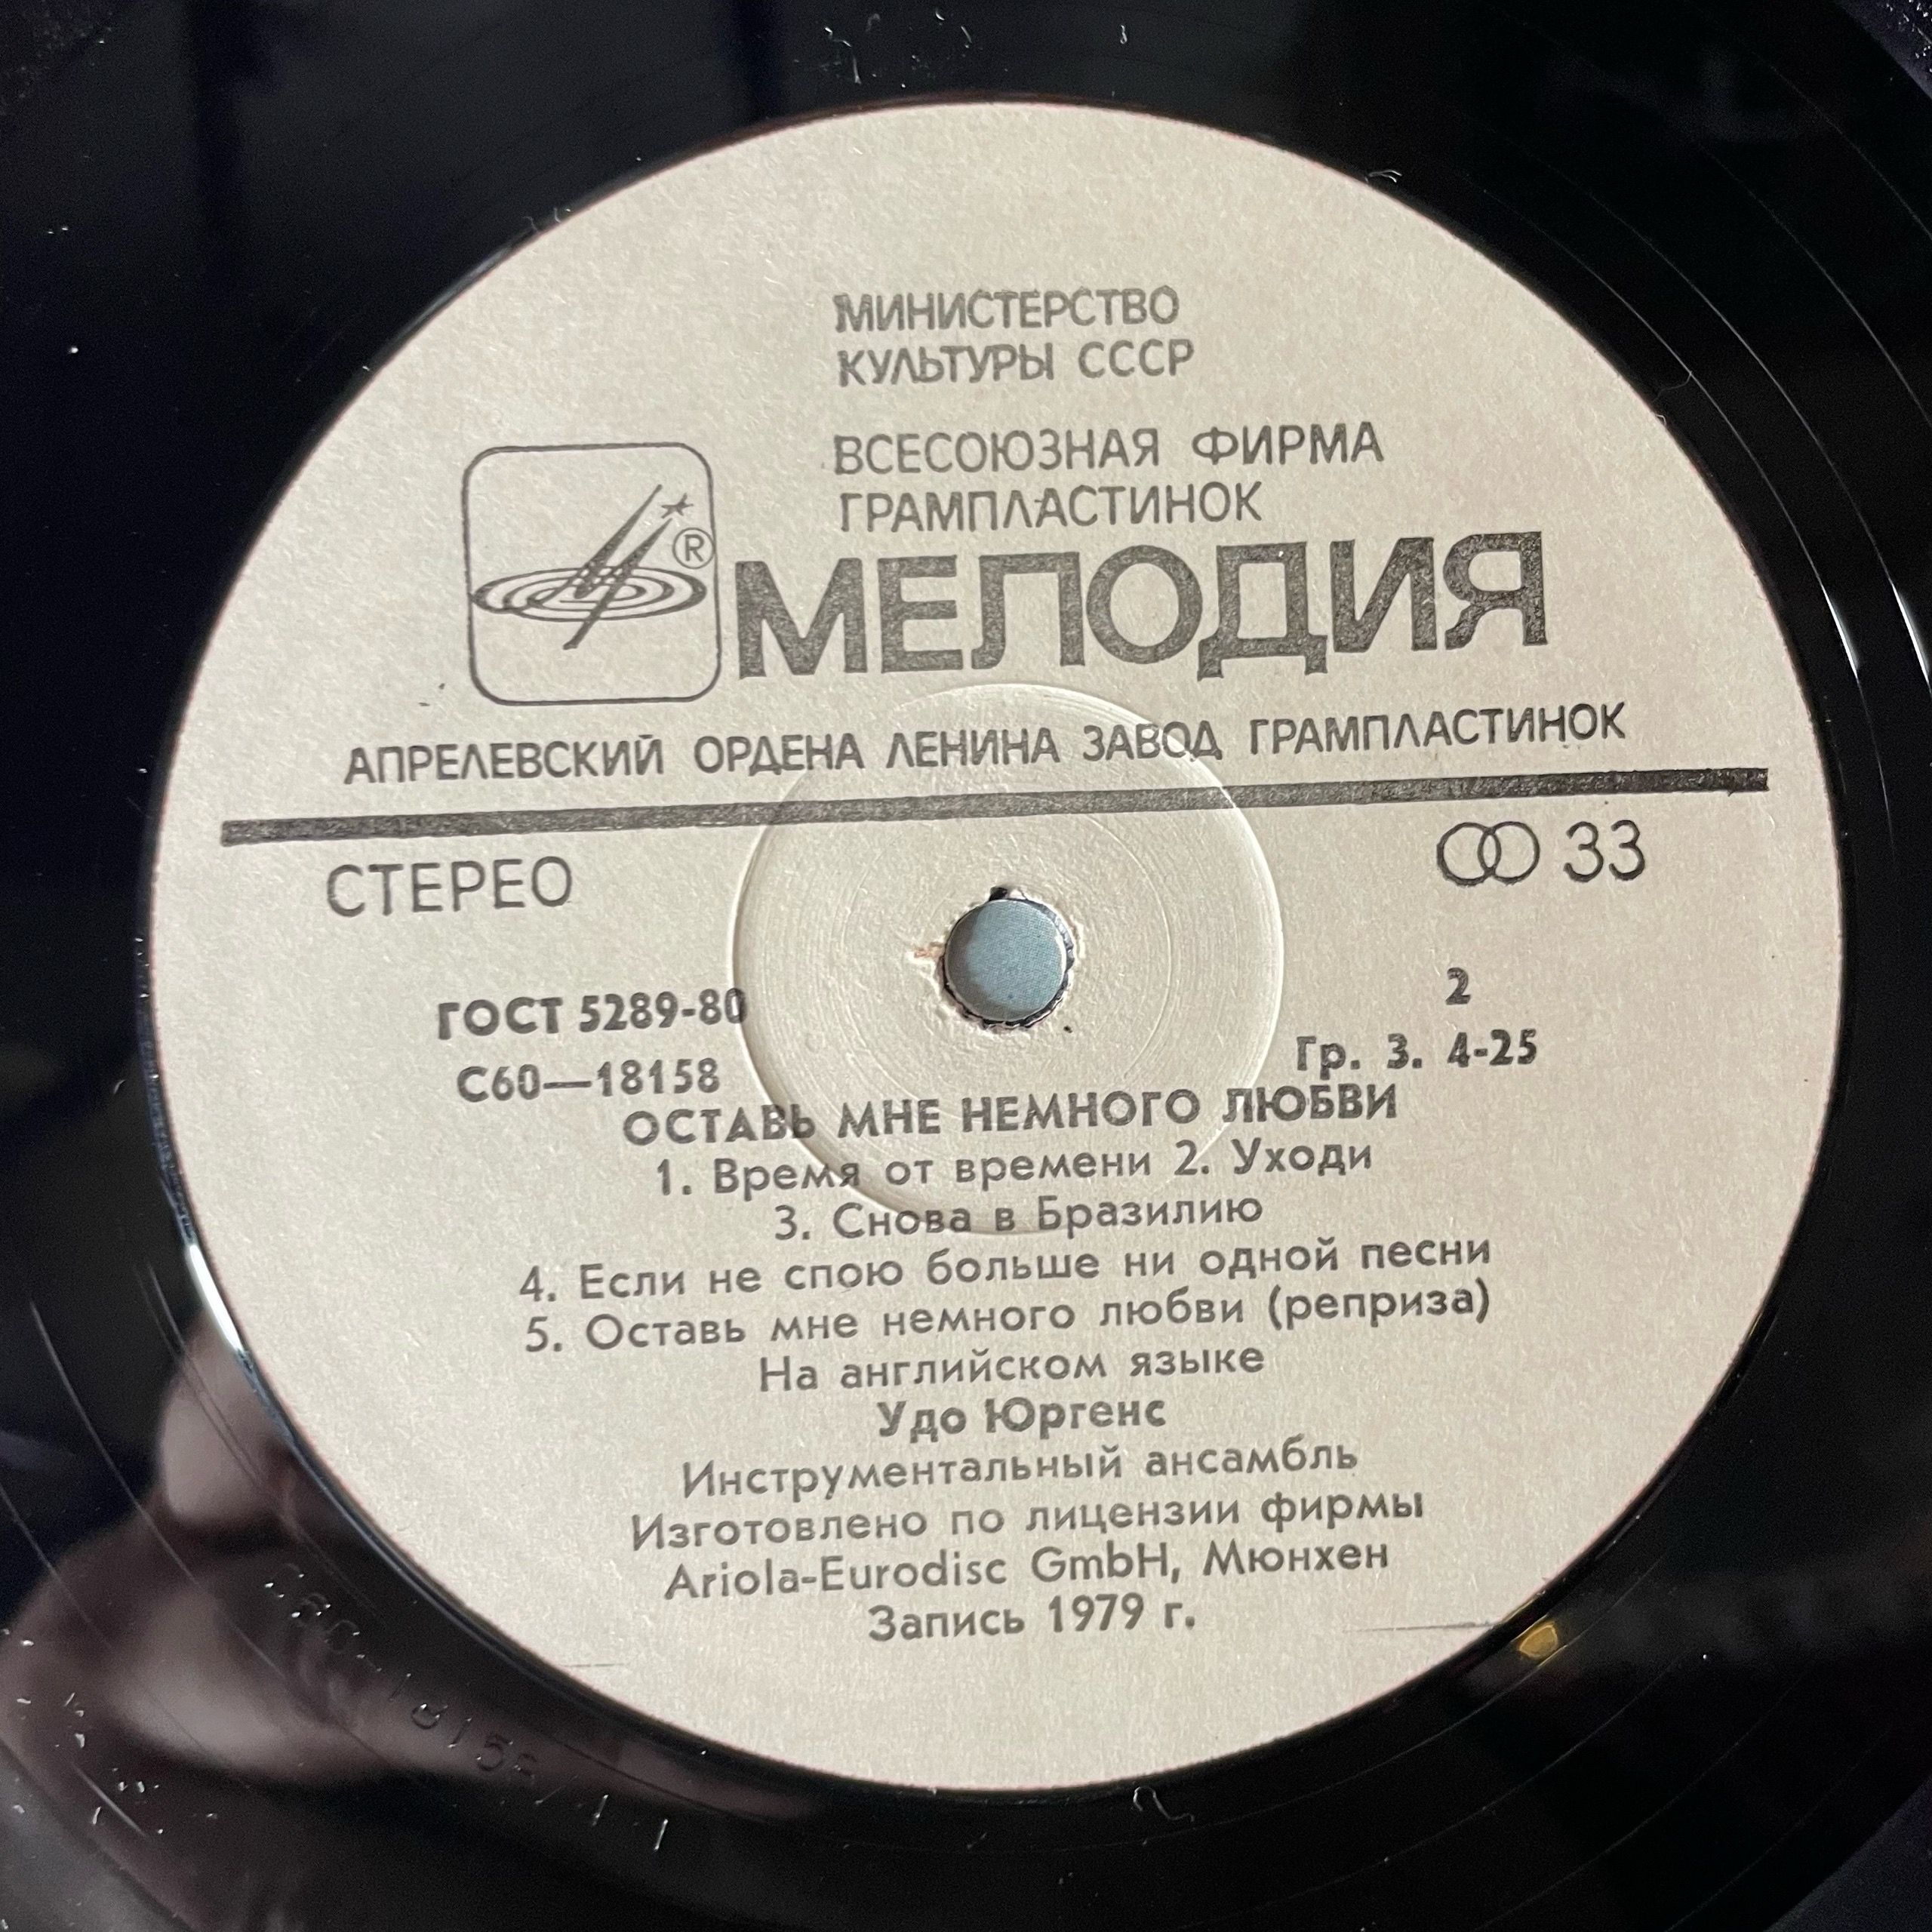 МИНИСТЕРСТВО
КУЛЬТУРЫ СССР
ВСЕСОЮЗНАЯ ФИРМА
ГРАМПЛАСТИНОК
®
МЕЛОДИЯ
АПРЕЛЕВСКИЙ ОРДЕНА ЛЕНИНА ЗАВОД ГРАМПЛАСТИНОК
СТЕРЕО
33
ГОСТ 5289-80
2
С60—18158
Гр. 3. 4-25
ОСТАВЬ МНЕ НЕМНОГО ЛЮБВИ
1. Время от времени 2. Уходи
3. Снова в Бразилию
4. Если не спою больше ни одной песни
5. Оставь мне немного любви (реприза)
На английском языке
Удо Юргенс
Инструментальный ансамбль
Изготовлено по лицензии фирмы
Ariola-Eurodisc GmbH, Мюнхен
Запись 1979 г.